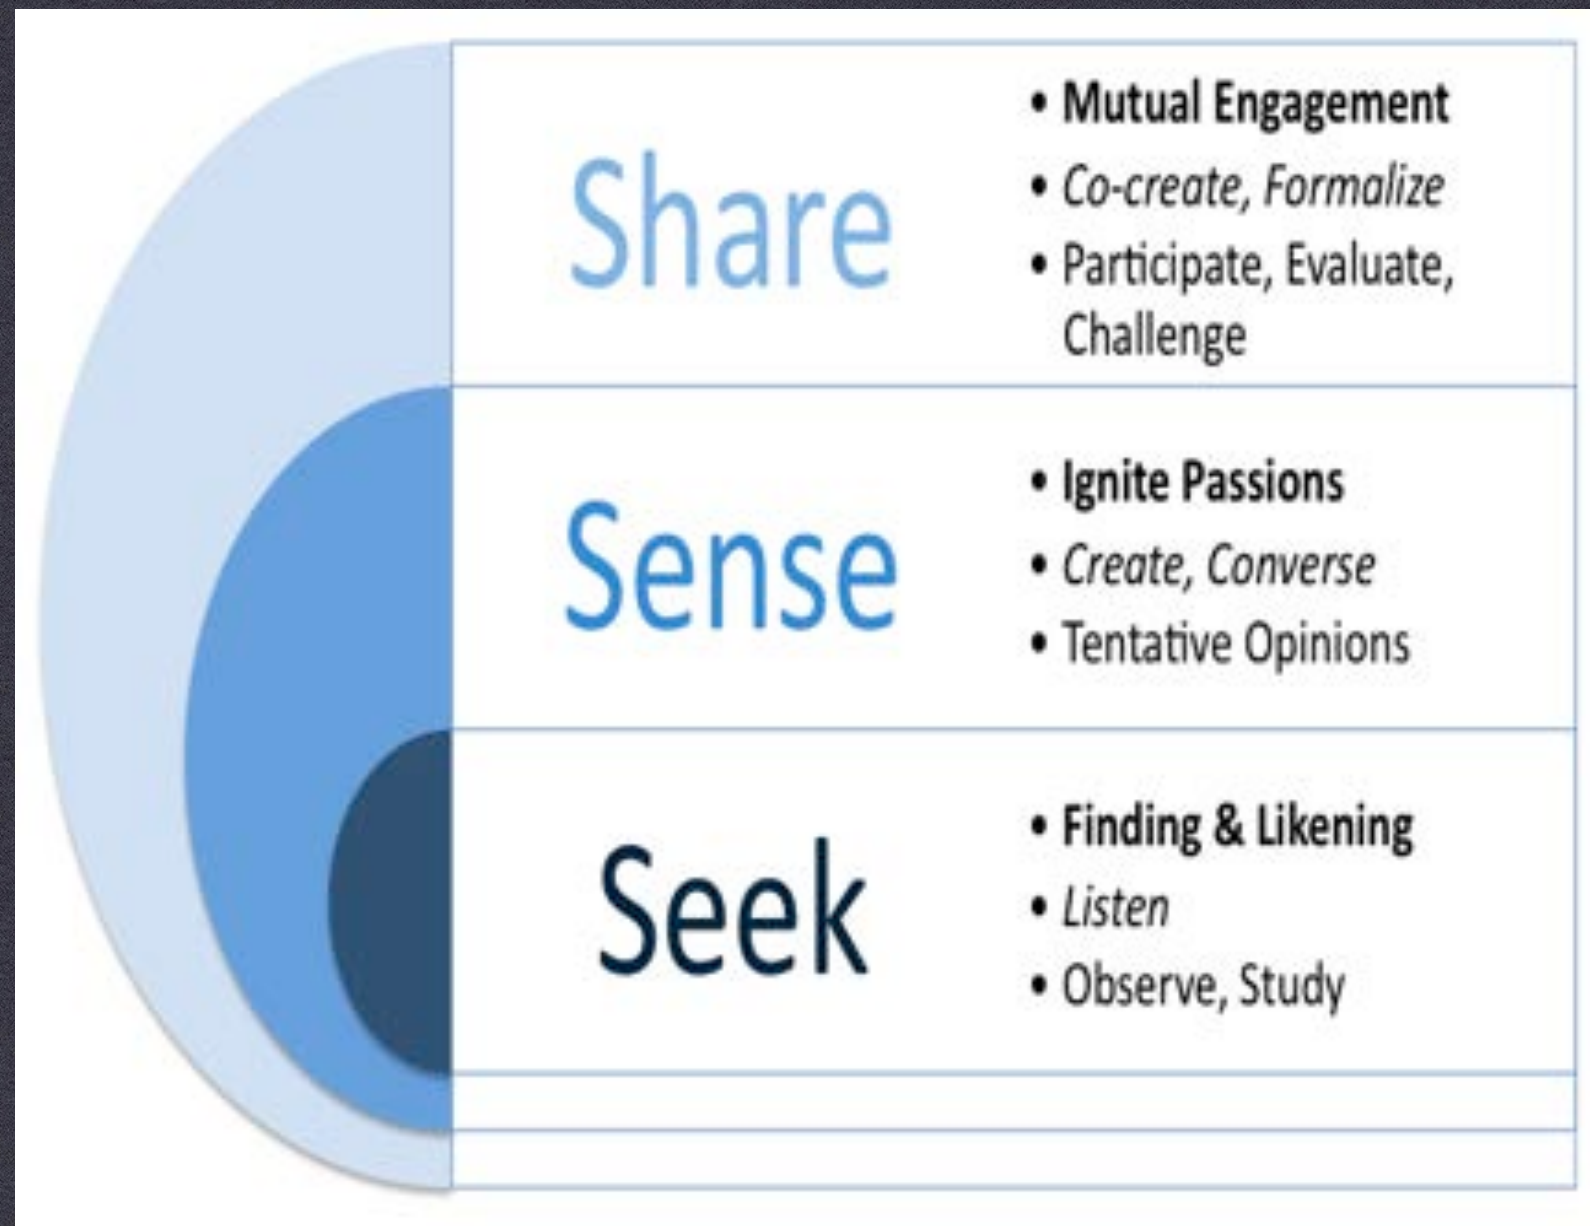 Share
• Mutual Engagement
• Co-create, Formalize
• Participate, Evaluate,
Challenge
Sense
• Ignite Passions
• Create, Converse
• Tentative Opinions
Seek
• Finding & Likening
• Listen
• Observe, Study